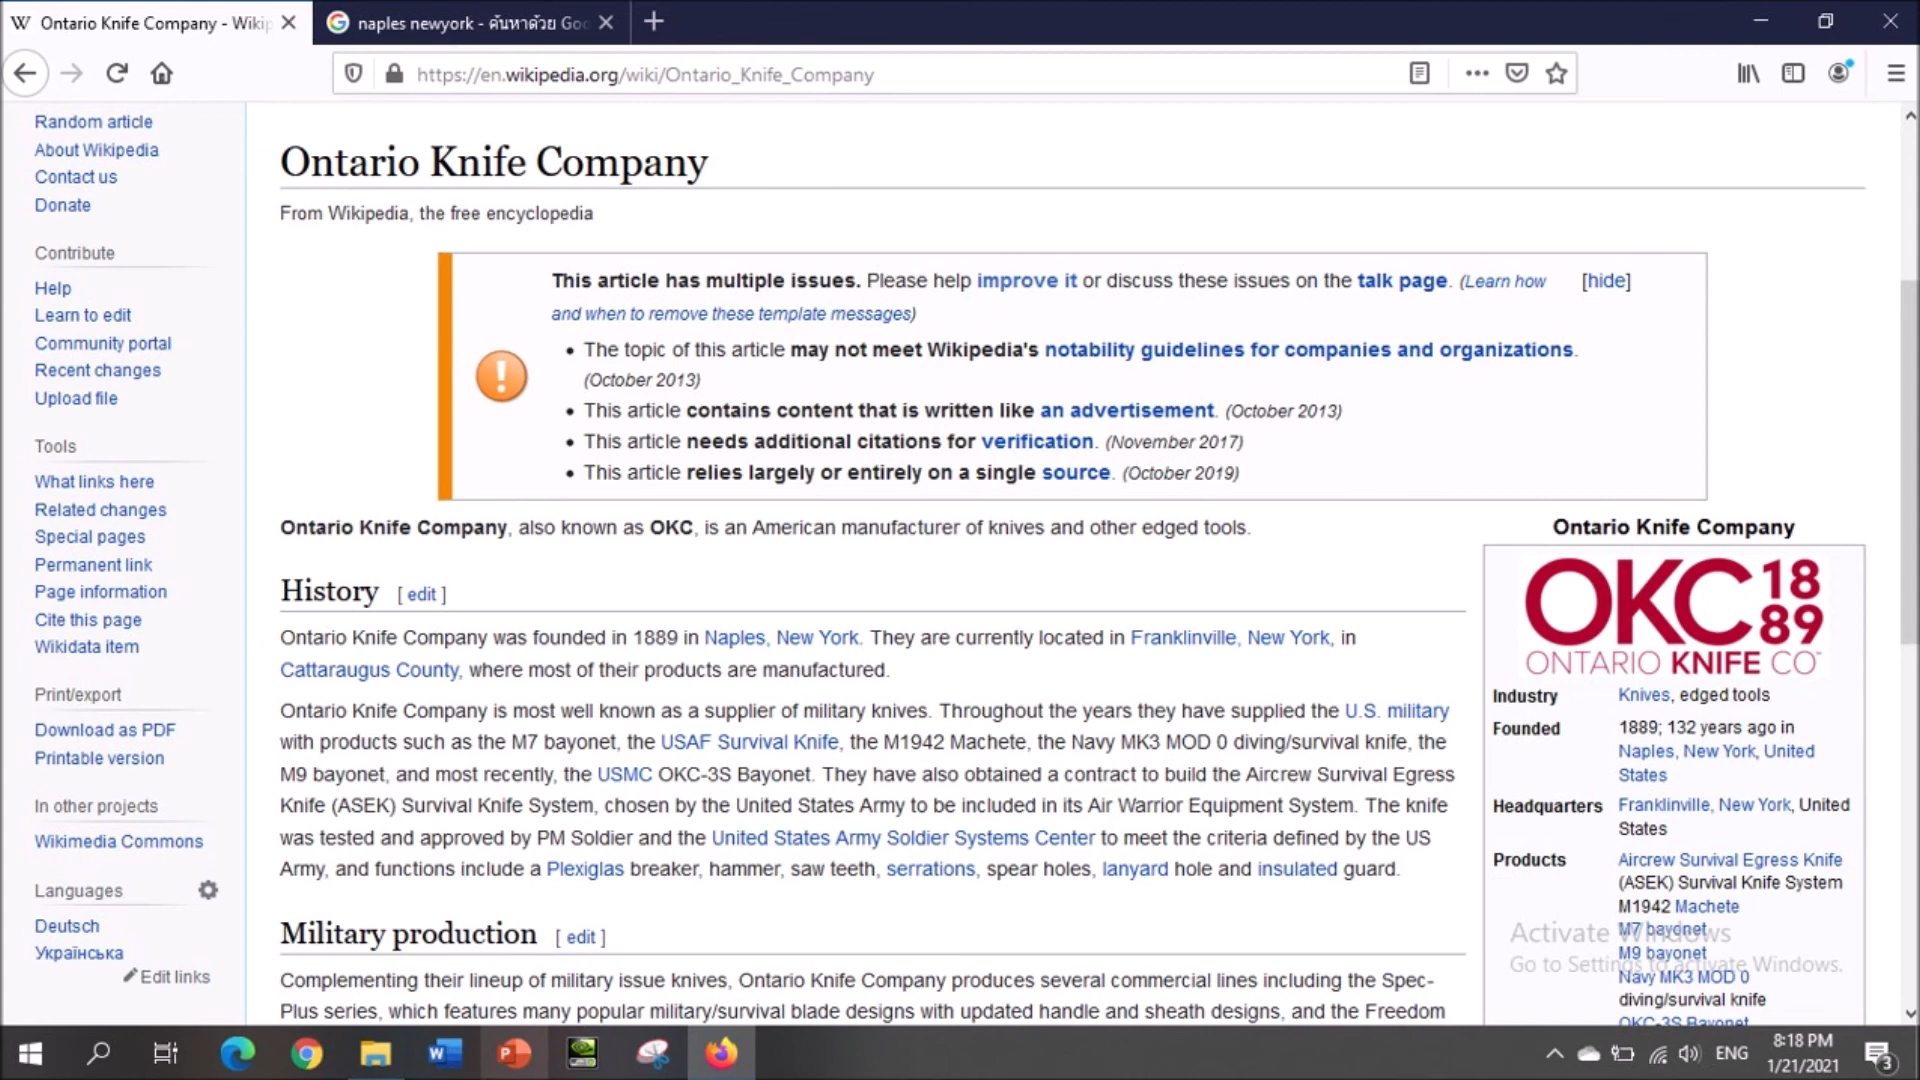 Ontario Knife Company - Wikip
naples newyork - ค้นหาด้วย Goo
https://en.wikipedia.org/wiki/Ontario_Knife_Company
Random article
About Wikipedia
Contact us
Donate
Contribute
Help
Learn to edit
Community portal
Recent changes
Upload file
Tools
What links here
Related changes
Special pages
Permanent link
Page information
Cite this page
Wikidata item
Print/export
Download as PDF
Printable version
In other projects
Wikimedia Commons
Languages
Deutsch
Українська
Edit links
Ontario Knife Company
From Wikipedia, the free encyclopedia
This article has multiple issues. Please help improve it or discuss these issues on the talk page. (Learn how [hide]
and when to remove these template messages)
• The topic of this article may not meet Wikipedia's notability guidelines for companies and organizations.
(October 2013)
• This article contains content that is written like an advertisement. (October 2013)
• This article needs additional citations for verification. (November 2017)
• This article relies largely or entirely on a single source. (October 2019)
Ontario Knife Company, also known as OKC, is an American manufacturer of knives and other edged tools.
History [ edit ]
Ontario Knife Company was founded in 1889 in Naples, New York. They are currently located in Franklinville, New York, in
Cattaraugus County, where most of their products are manufactured.
Ontario Knife Company is most well known as a supplier of military knives. Throughout the years they have supplied the U.S. military
with products such as the M7 bayonet, the USAF Survival Knife, the M1942 Machete, the Navy MK3 MOD 0 diving/survival knife, the
M9 bayonet, and most recently, the USMC OKC-3S Bayonet. They have also obtained a contract to build the Aircrew Survival Egress
Knife (ASEK) Survival Knife System, chosen by the United States Army to be included in its Air Warrior Equipment System. The knife
was tested and approved by PM Soldier and the United States Army Soldier Systems Center to meet the criteria defined by the US
Army, and functions include a Plexiglas breaker, hammer, saw teeth, serrations, spear holes, lanyard hole and insulated guard.
Military production [ edit ]
Complementing their lineup of military issue knives, Ontario Knife Company produces several commercial lines including the Spec-
Plus series, which features many popular military/survival blade designs with updated handle and sheath designs, and the Freedom
Ontario Knife Company
OKC 18
89
ONTARIO KNIFE CO™
Industry Knives, edged tools
Founded 1889; 132 years ago in
Naples, New York, United
States
Headquarters Franklinville, New York, United
States
Products Aircrew Survival Egress Knife
(ASEK) Survival Knife System
M1942 Machete
M7 bayonet
M9 bayonet
Navy MK3 MOD 0
diving/survival knife
OKC-3S Bayonet
Activate Windows
Go to Settings to activate Windows.
ENG
8:18 PM
1/21/2021
3